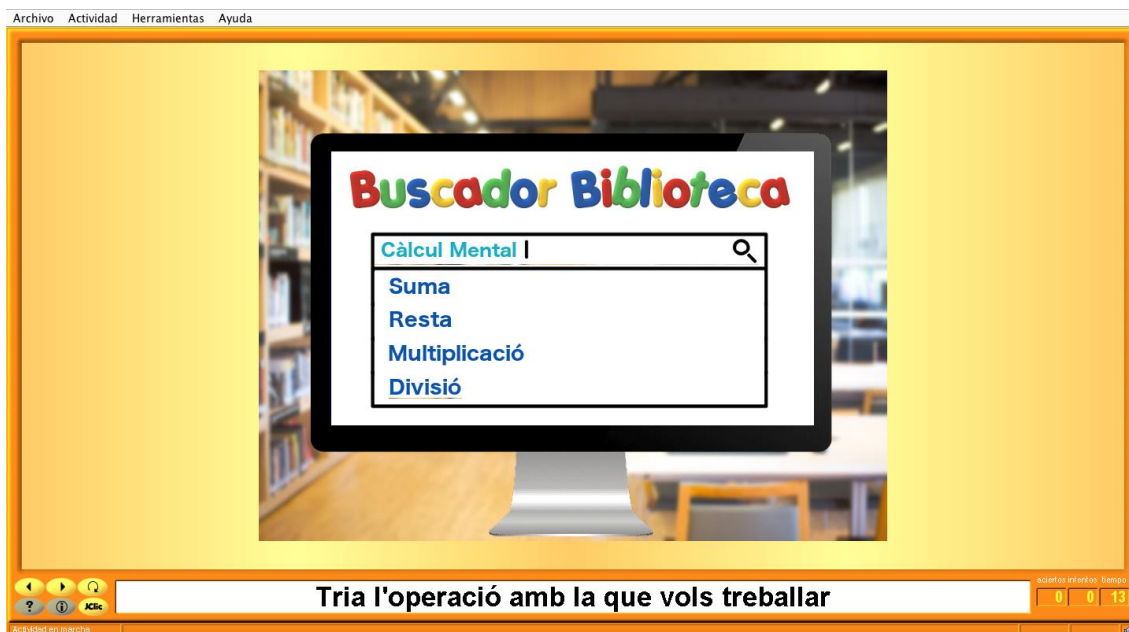 Archivo Actividad Herramientas Ayuda
Buscador Biblioteca
Càlcul Mental
Suma
Resta
Multiplicació
Divisió
Tria l'operació amb la que vols treballar
aciertos intentos tiempo
0 0 13
? i JClic
Actividad en marcha